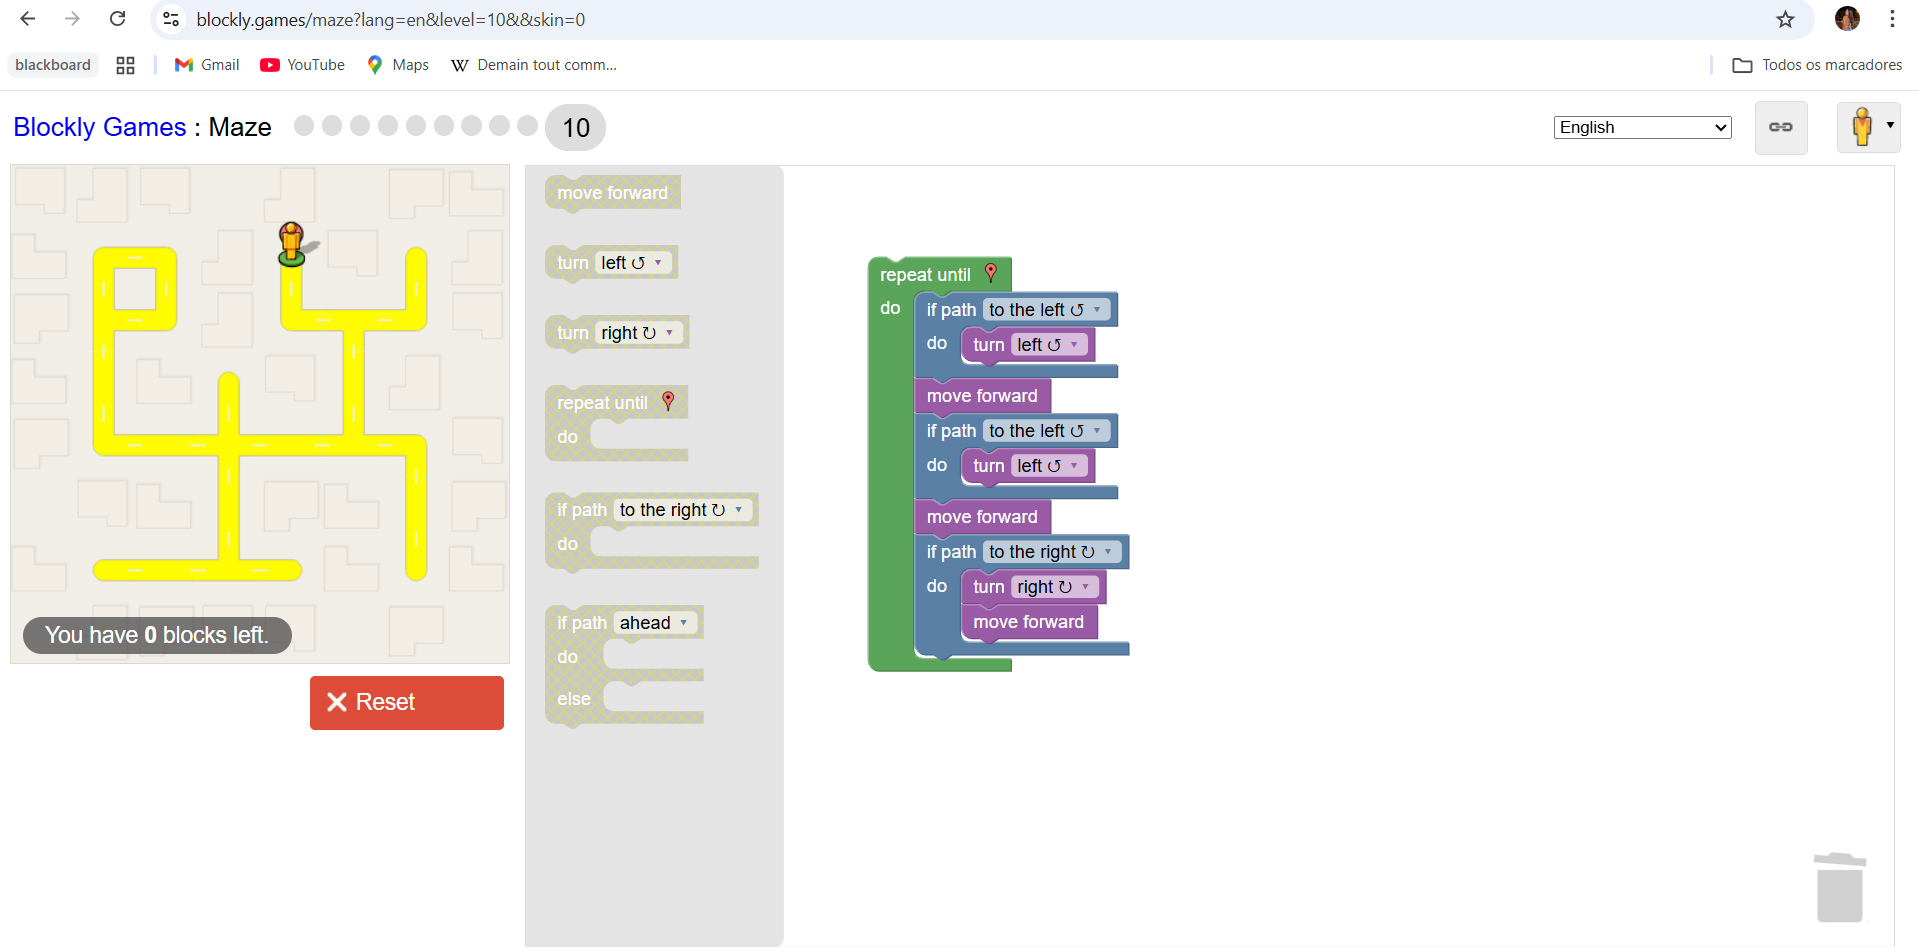 blockly.games/maze?lang=en&level=10&&skin=0
blackboard Gmail YouTube Maps W Demain tout comm... Todos os marcadores
Blockly Games : Maze 10 English
You have 0 blocks left.
Reset
move forward
turn left ↺
turn right ↻
repeat until
do
if path to the right ↻
do
if path ahead
do
else
repeat until
do
if path to the left ↺
do turn left ↺
move forward
if path to the left ↺
do turn left ↺
move forward
if path to the right ↻
do turn right ↻
move forward